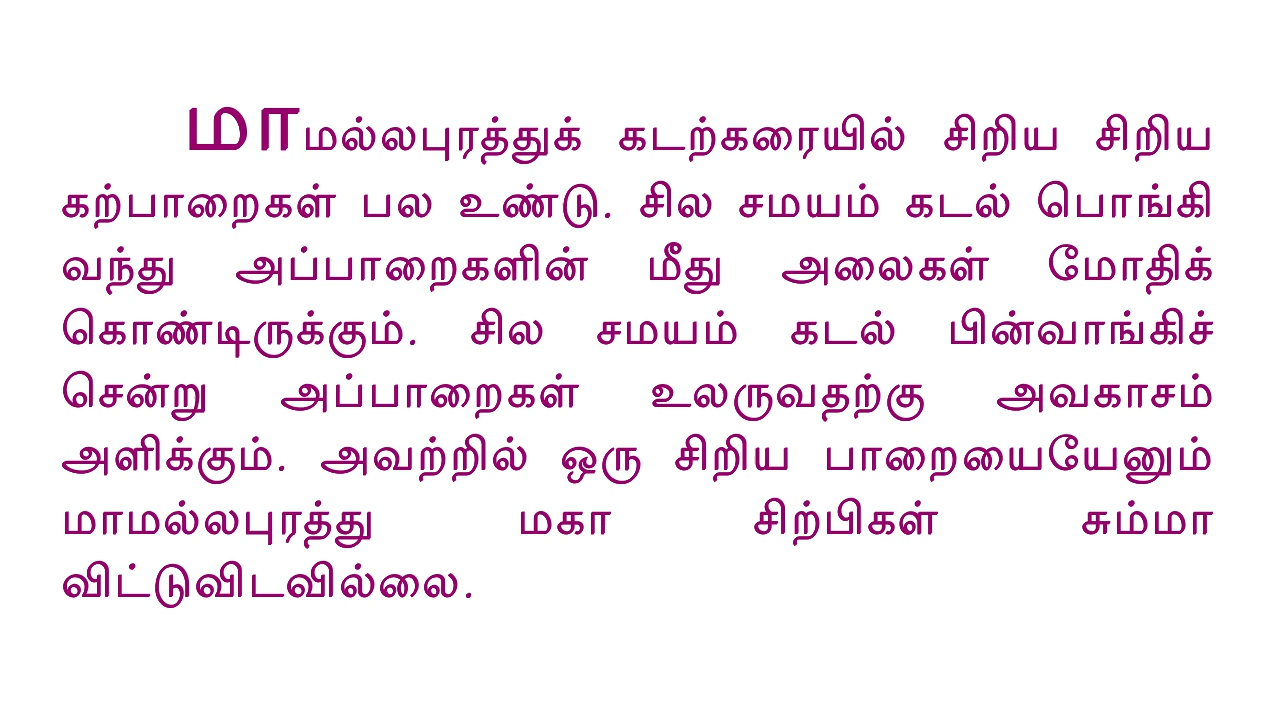 மாமல்லபுரத்துக் கடற்கரையில் சிறிய சிறிய
கற்பாறைகள் பல உண்டு. சில சமயம் கடல் பொங்கி
வந்து அப்பாறைகளின் மீது அலைகள் மோதிக்
கொண்டிருக்கும். சில சமயம் கடல் பின்வாங்கிச்
சென்று அப்பாறைகள் உலருவதற்கு அவகாசம்
அளிக்கும். அவற்றில் ஒரு சிறிய பாறையையேனும்
மாமல்லபுரத்து மகா சிற்பிகள் சும்மா
விட்டுவிடவில்லை.